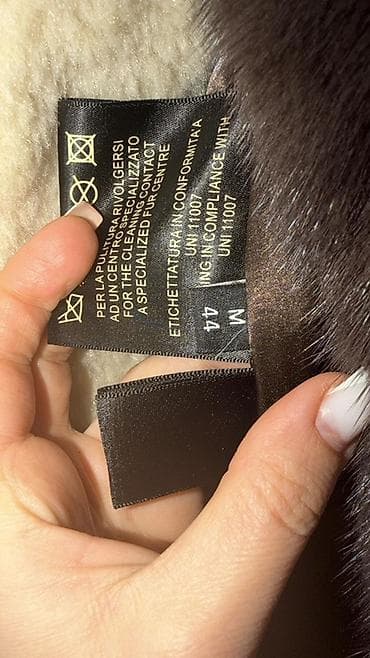 PER LA PULITURA RIVOLGERSI
AD UN CENTRO SPECIALIZZATO
FOR THE CLEANING CONTACT
A SPECIALIZED FUR CENTRE
ETICHETTATURA IN CONFORMITA'A
UNI 11007
ING IN COMPLIANCE WITH
UNI 11007
M
44